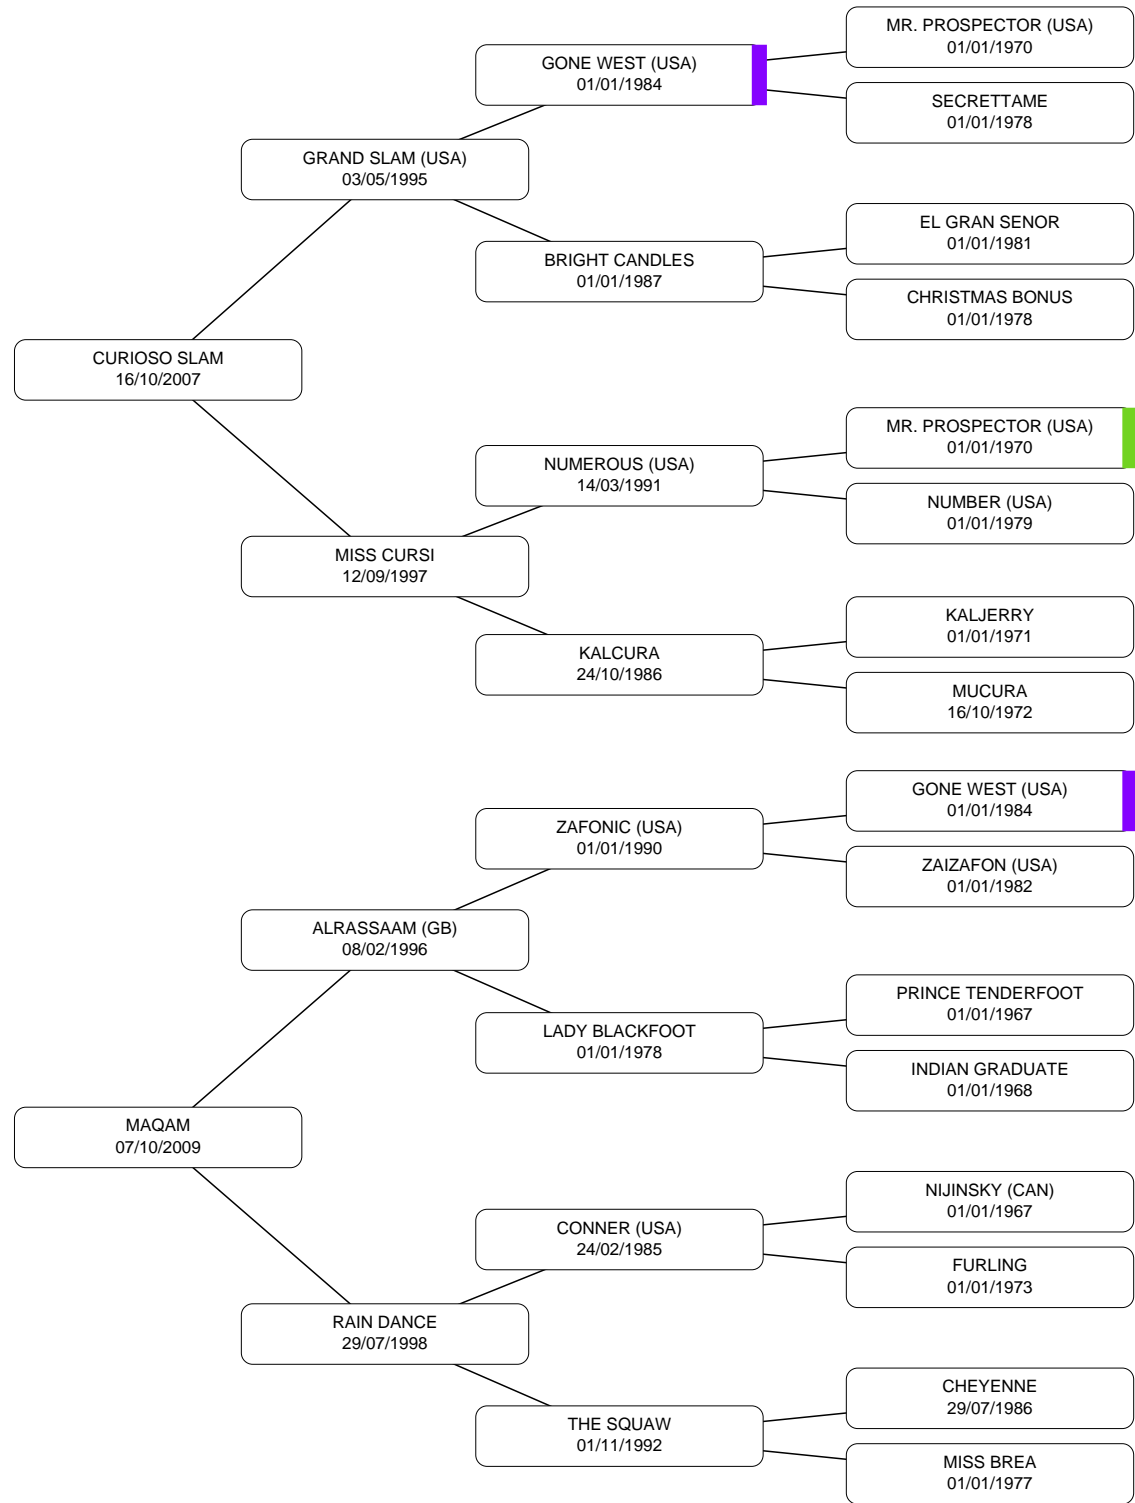 MR. PROSPECTOR (USA)
01/01/1970
GONE WEST (USA)
01/01/1984
SECRETTAME
01/01/1978
GRAND SLAM (USA)
03/05/1995
EL GRAN SENOR
01/01/1981
BRIGHT CANDLES
01/01/1987
CHRISTMAS BONUS
01/01/1978
CURIOSO SLAM
16/10/2007
MR. PROSPECTOR (USA)
01/01/1970
NUMEROUS (USA)
14/03/1991
NUMBER (USA)
01/01/1979
MISS CURSI
12/09/1997
KALJERRY
01/01/1971
KALCURA
24/10/1986
MUCURA
16/10/1972
GONE WEST (USA)
01/01/1984
ZAFONIC (USA)
01/01/1990
ZAIZAFON (USA)
01/01/1982
ALRASSAAM (GB)
08/02/1996
PRINCE TENDERFOOT
01/01/1967
LADY BLACKFOOT
01/01/1978
INDIAN GRADUATE
01/01/1968
MAQAM
07/10/2009
NIJINSKY (CAN)
01/01/1967
CONNER (USA)
24/02/1985
FURLING
01/01/1973
RAIN DANCE
29/07/1998
CHEYENNE
29/07/1986
THE SQUAW
01/11/1992
MISS BREA
01/01/1977